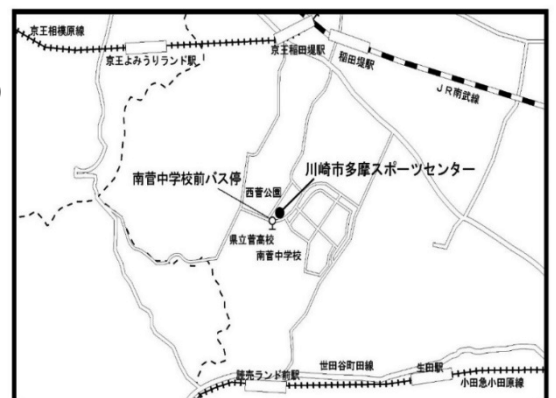 京王相模原線
京王よみうりランド駅
京王稲田堤駅
稲田堤駅
JR南武線
川崎市多摩スポーツセンター
南菅中学校前バス停
西菅公園
県立菅高校
南菅中学校
世田谷町田線
生田駅
読売ランド前駅
小田急小田原線